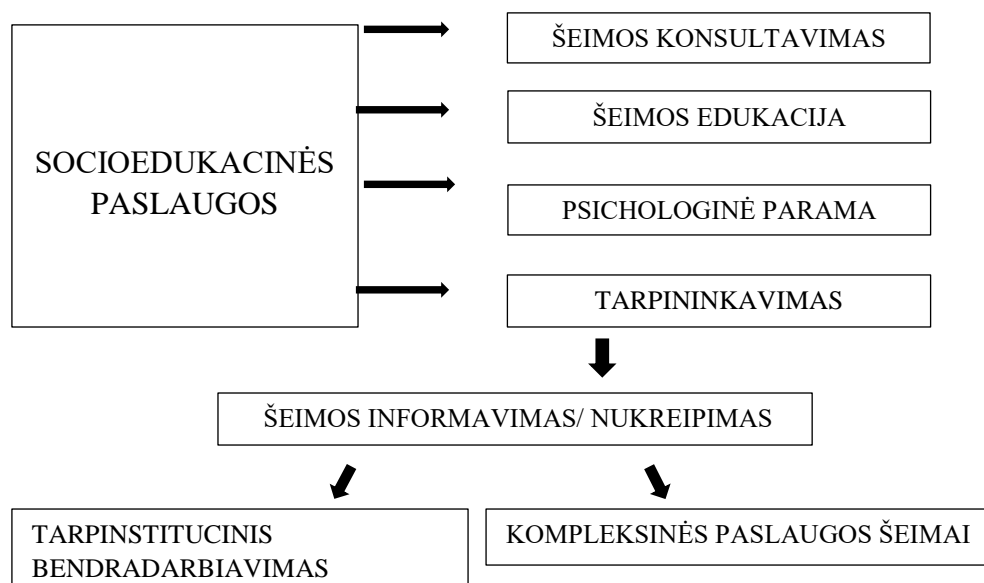 SOCIOEDUKACINĖS
PASLAUGOS
ŠEIMOS KONSULTAVIMAS
ŠEIMOS EDUKACIJA
PSICHOLOGINĖ PARAMA
TARPININKAVIMAS
ŠEIMOS INFORMAVIMAS/ NUKREIPIMAS
TARPINSTITUCINIS
BENDRADARBIAVIMAS
KOMPLEKSINĖS PASLAUGOS ŠEIMAI